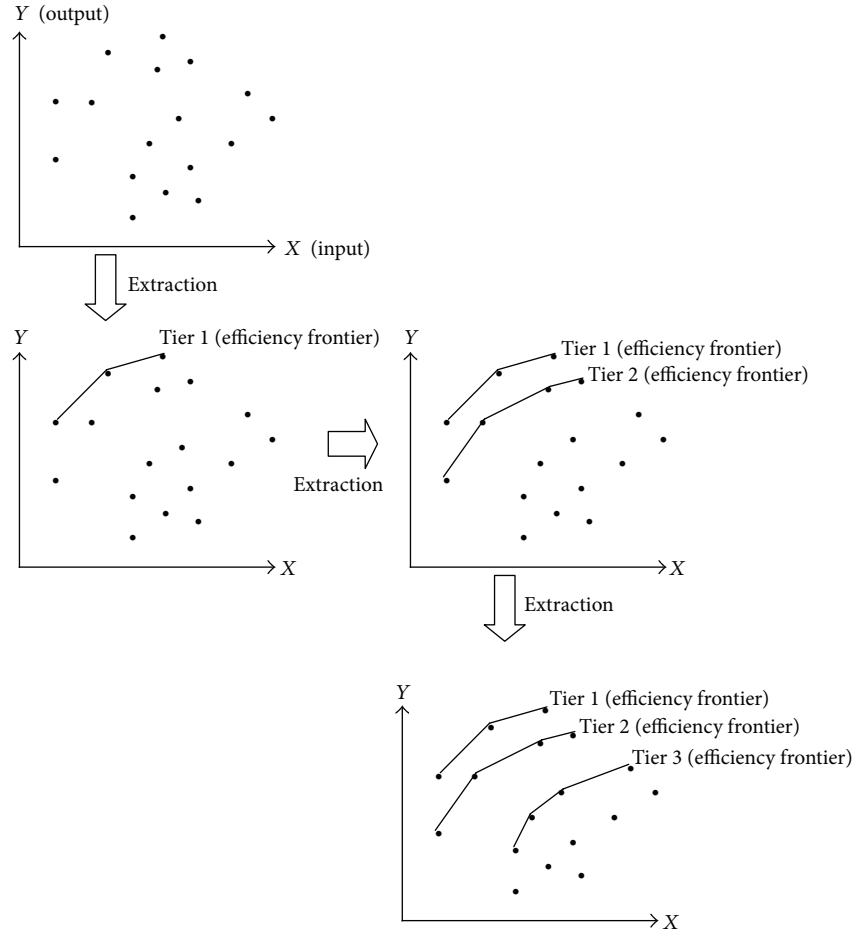 Y (output)
X (input)
Extraction
Y
Tier 1 (efficiency frontier)
X
Extraction
Y
Tier 1 (efficiency frontier)
Tier 2 (efficiency frontier)
X
Extraction
Y
Tier 1 (efficiency frontier)
Tier 2 (efficiency frontier)
Tier 3 (efficiency frontier)
X